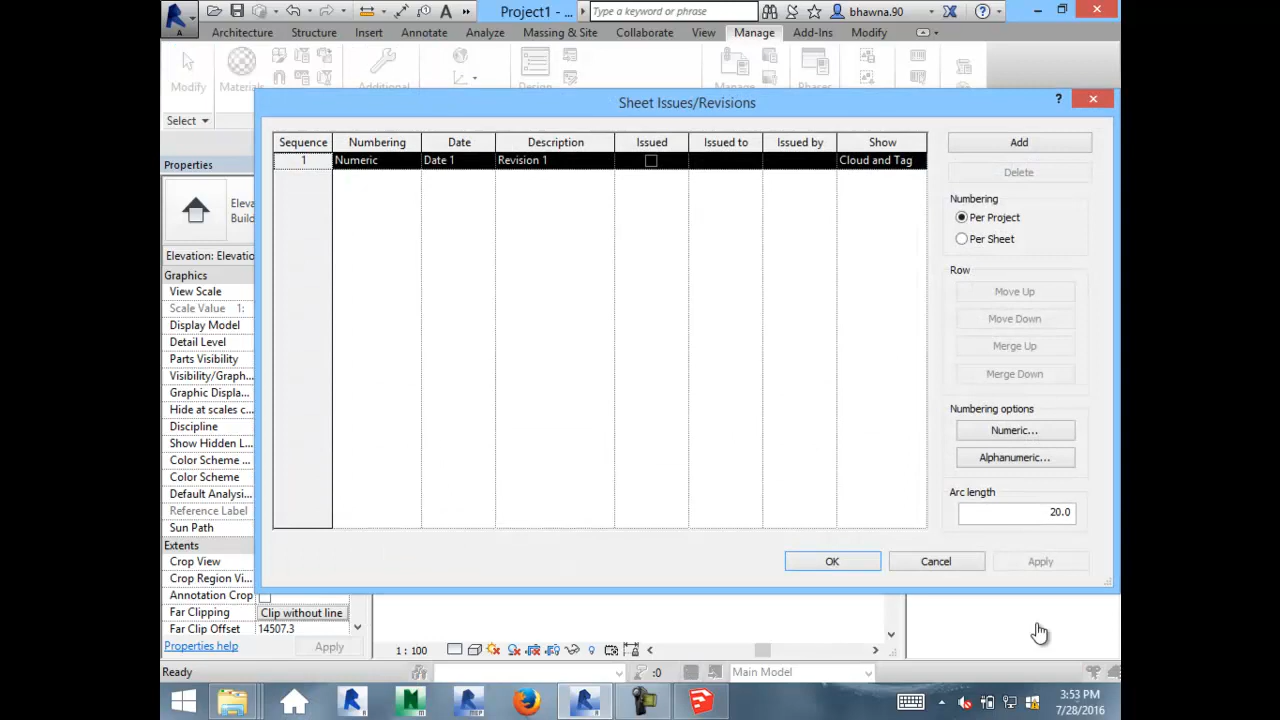 Project1 - ...
Type a keyword or phrase
bhawna.90
Architecture Structure Insert Annotate Analyze Massing & Site Collaborate View Manage Add-Ins Modify
Modify
Select
Sheet Issues/Revisions
Sequence Numbering Date Description Issued Issued to Issued by Show
1 Numeric Date 1 Revision 1 Cloud and Tag
Add
Delete
Numbering
Per Project
Per Sheet
Row
Move Up
Move Down
Merge Up
Merge Down
Numbering options
Numeric...
Alphanumeric...
Arc length
20.0
OK Cancel Apply
Properties
Elevation: Elevatio
Graphics
View Scale
Scale Value 1:
Display Model
Detail Level
Parts Visibility
Visibility/Graph...
Graphic Displa...
Hide at scales c...
Discipline
Show Hidden L...
Color Scheme ...
Color Scheme
Default Analysi...
Reference Label
Sun Path
Extents
Crop View
Crop Region Vi...
Annotation Crop
Far Clipping Clip without line
Far Clip Offset 14507.3
Properties help Apply
1 : 100
Ready :0 Main Model
3:53 PM
7/28/2016